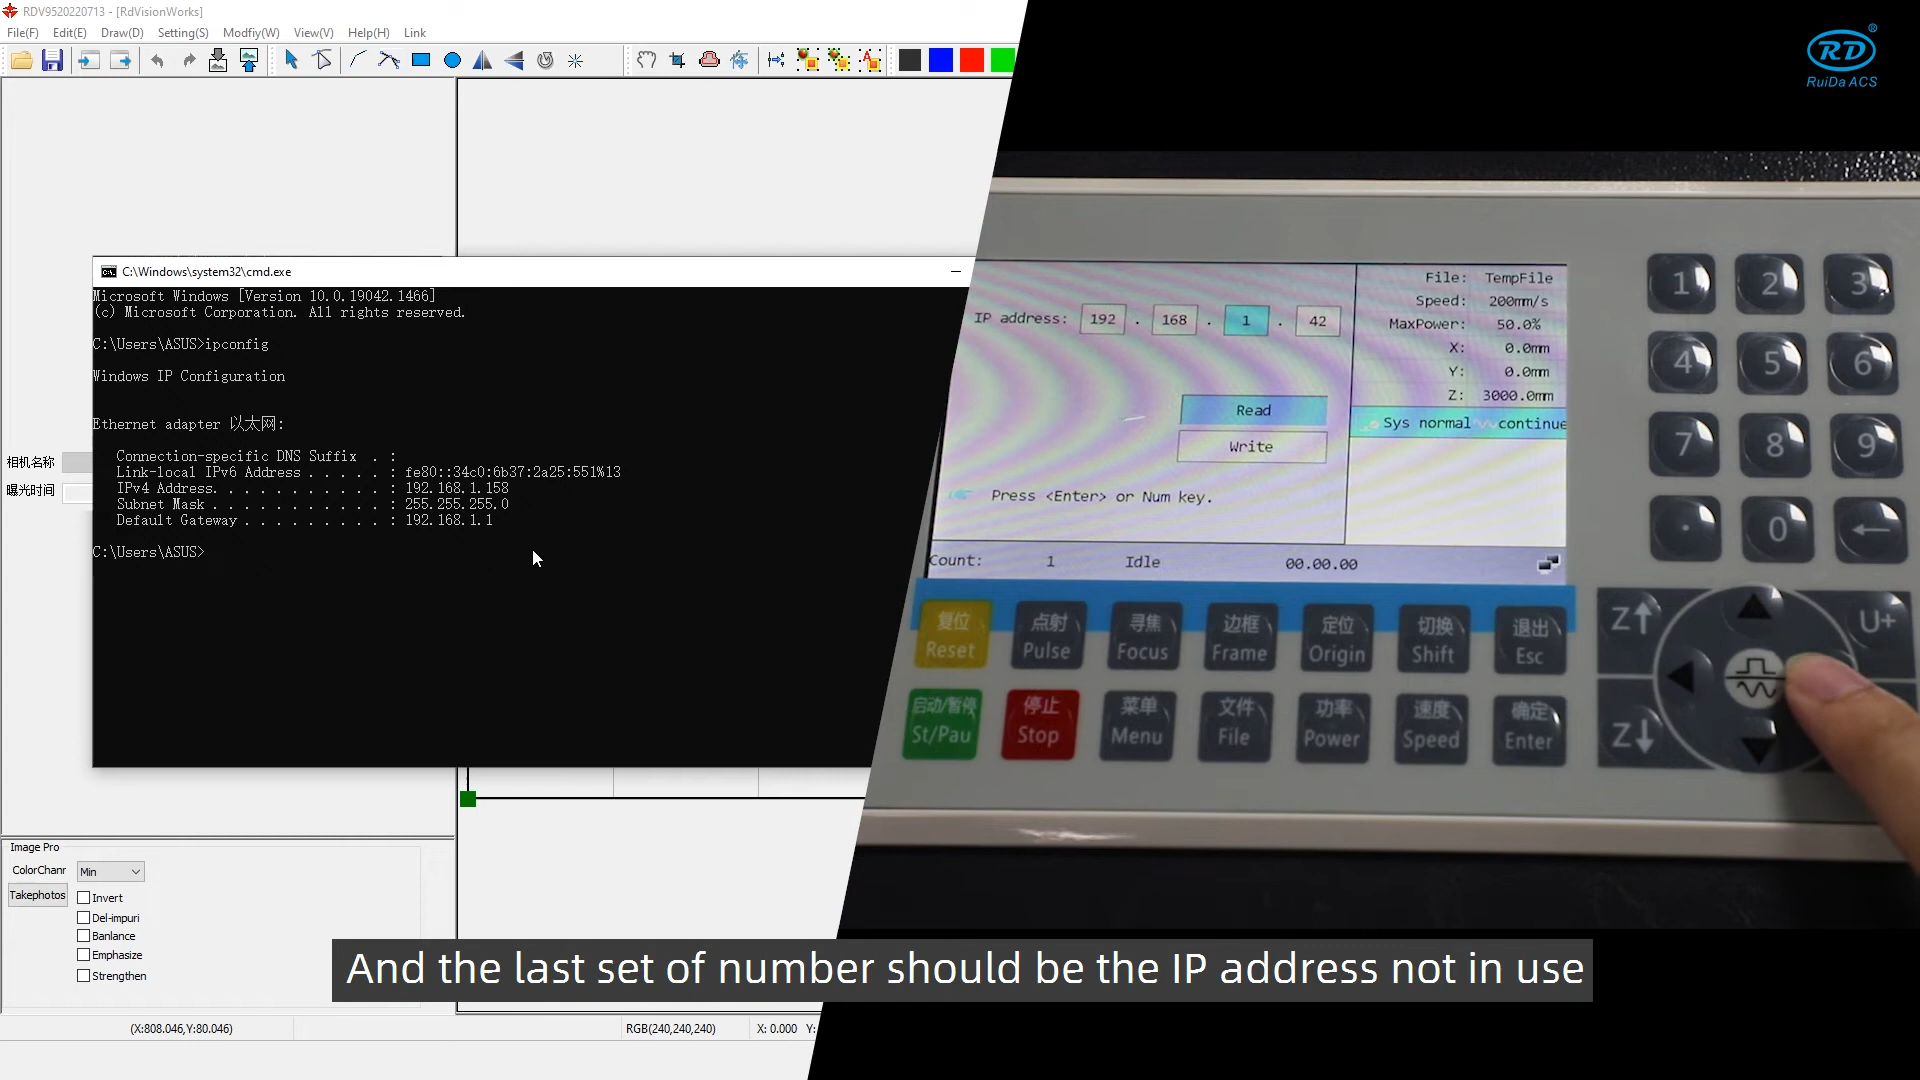 RDV9520220713 - [RdVisionWorks]
File(F) Edit(E) Draw(D) Setting(S) Modfiy(W) View(V) Help(H) Link
C:\Windows\system32\cmd.exe
Microsoft Windows [Version 10.0.19042.1466]
(c) Microsoft Corporation. All rights reserved.
C:\Users\ASUS>ipconfig
Windows IP Configuration
Ethernet adapter 以太网:
Connection-specific DNS Suffix . :
Link-local IPv6 Address . . . . . : fe80::34c0:6b37:2a25:551%13
IPv4 Address. . . . . . . . . . . : 192.168.1.158
Subnet Mask . . . . . . . . . . . : 255.255.255.0
Default Gateway . . . . . . . . . : 192.168.1.1
C:\Users\ASUS>
相机名称
曝光时间
Image Pro
ColorChanr Min
Takephotos
Invert
Del-impuri
Banlance
Emphasize
Strengthen
(X:808.046,Y:80.046) RGB(240,240,240) X: 0.000 Y:
RD®
RuiDa ACS
IP address: 192 . 168 . 1 . 42
Read
Write
Press <Enter> or Num key.
File: TempFile
Speed: 200mm/s
MaxPower: 50.0%
X: 0.0mm
Y: 0.0mm
Z: 3000.0mm
Sys normal continue
Count: 1 Idle 00.00.00
1 2 3
4 5 6
7 8 9
. 0 ←
复位 点射 寻焦 边框 定位 切换 退出
Reset Pulse Focus Frame Origin Shift Esc
启动/暂停 停止 菜单 文件 功率 速度 确定
St/Pau Stop Menu File Power Speed Enter
Z↑ U+
Z↓
And the last set of number should be the IP address not in use